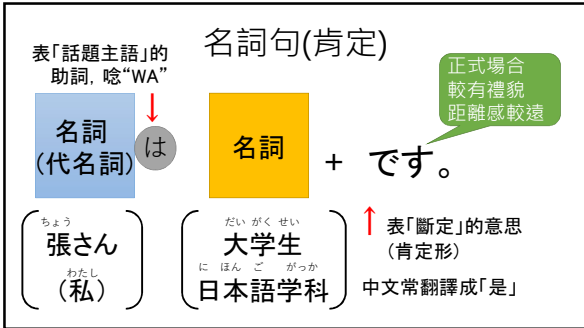 名詞句(肯定)
表「話題主語」的
助詞，唸“WA”
正式場合
較有禮貌
距離感較遠
名詞
(代名詞)
は
名詞
+ です。
ちょう
張さん
わたし
(私)
だい がく せい
大学生
に ほん ご がっか
日本語学科
表「斷定」的意思
(肯定形)
中文常翻譯成「是」